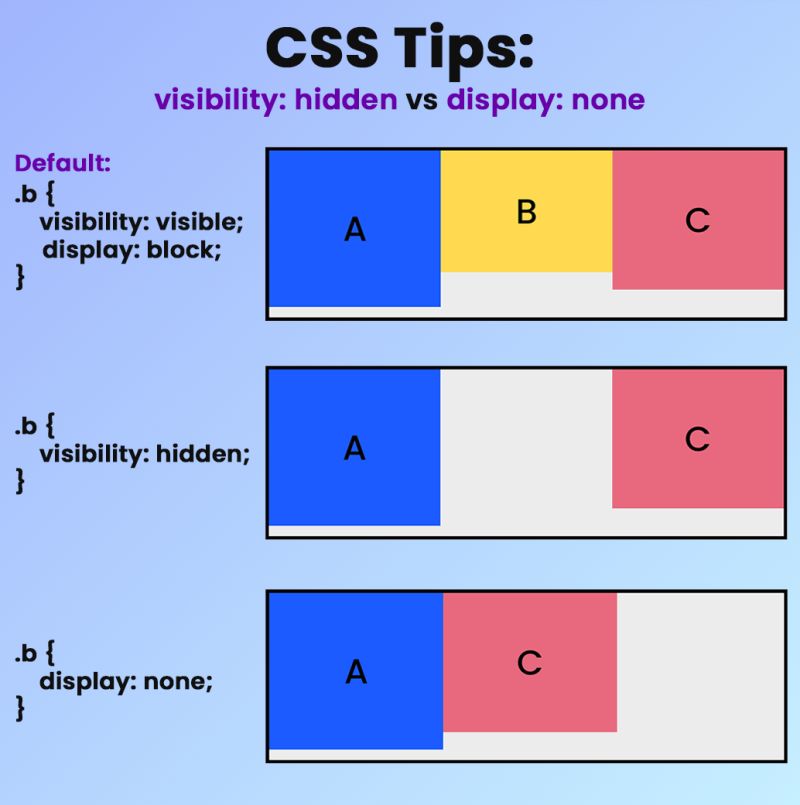 CSS Tips:
visibility: hidden vs display: none
Default:
.b {
visibility: visible;
display: block;
}
A
B
C
.b {
visibility: hidden;
}
A
C
.b {
display: none;
}
A
C